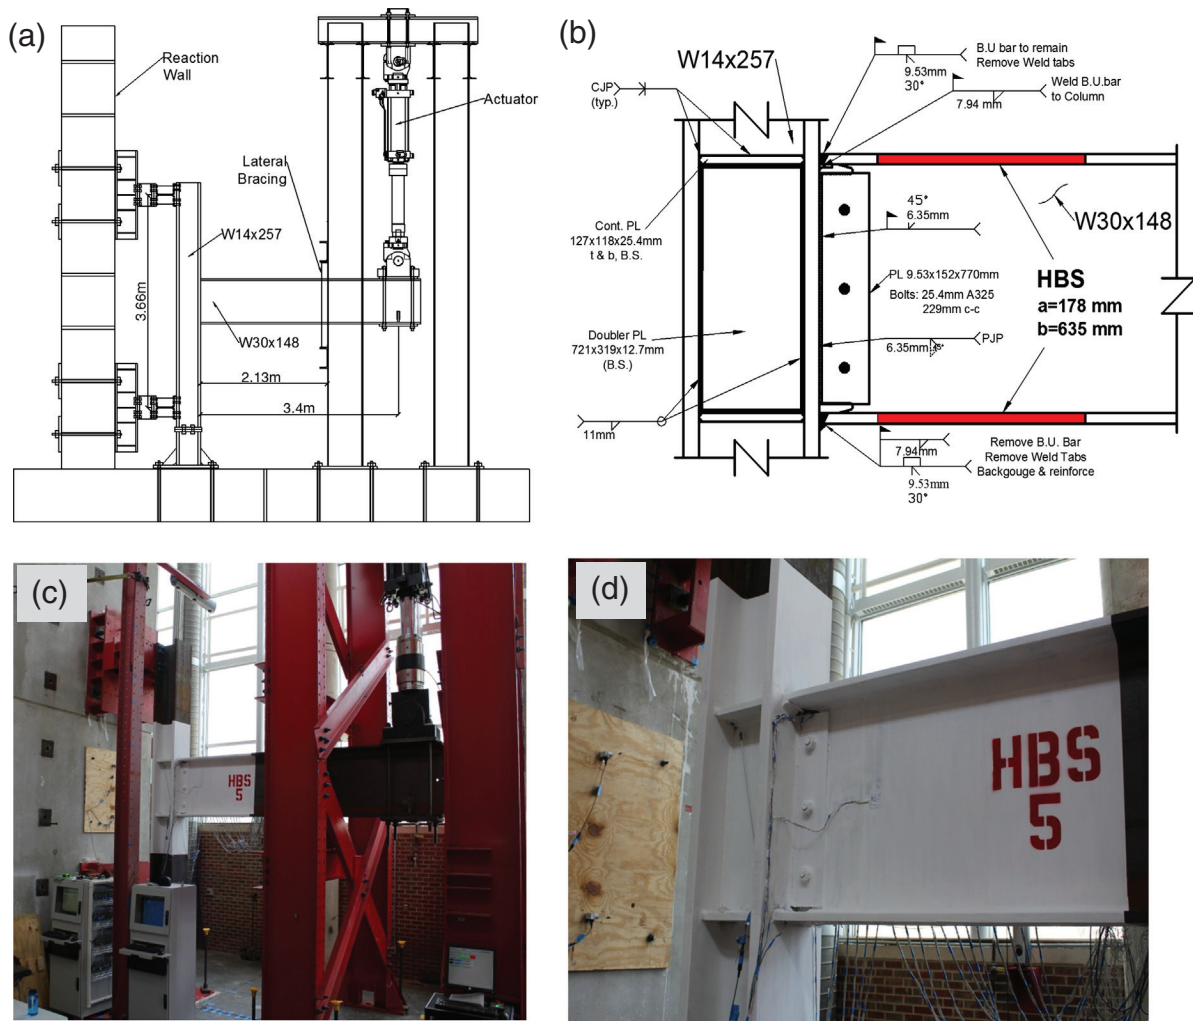 (a)
Reaction
Wall
Actuator
Lateral
Bracing
W14x257
3.66m
W30x148
2.13m
3.4m
(b)
W14x257
B.U bar to remain
Remove Weld tabs
9.53mm
30°
Weld B.U.bar
to Column
7.94 mm
CJP
(typ.)
45°
6.35mm
W30x148
Cont. PL
127x118x25.4mm
t & b, B.S.
PL 9.53x152x770mm
Bolts: 25.4mm A325
229mm c-c
HBS
a=178 mm
b=635 mm
Doubler PL
721x319x12.7mm
(B.S.)
6.35mm
45°
PJP
11mm
7.94mm
9.53mm
30°
Remove B.U. Bar
Remove Weld Tabs
Backgouge & reinforce
(c)
HBS
5
(d)
HBS
5